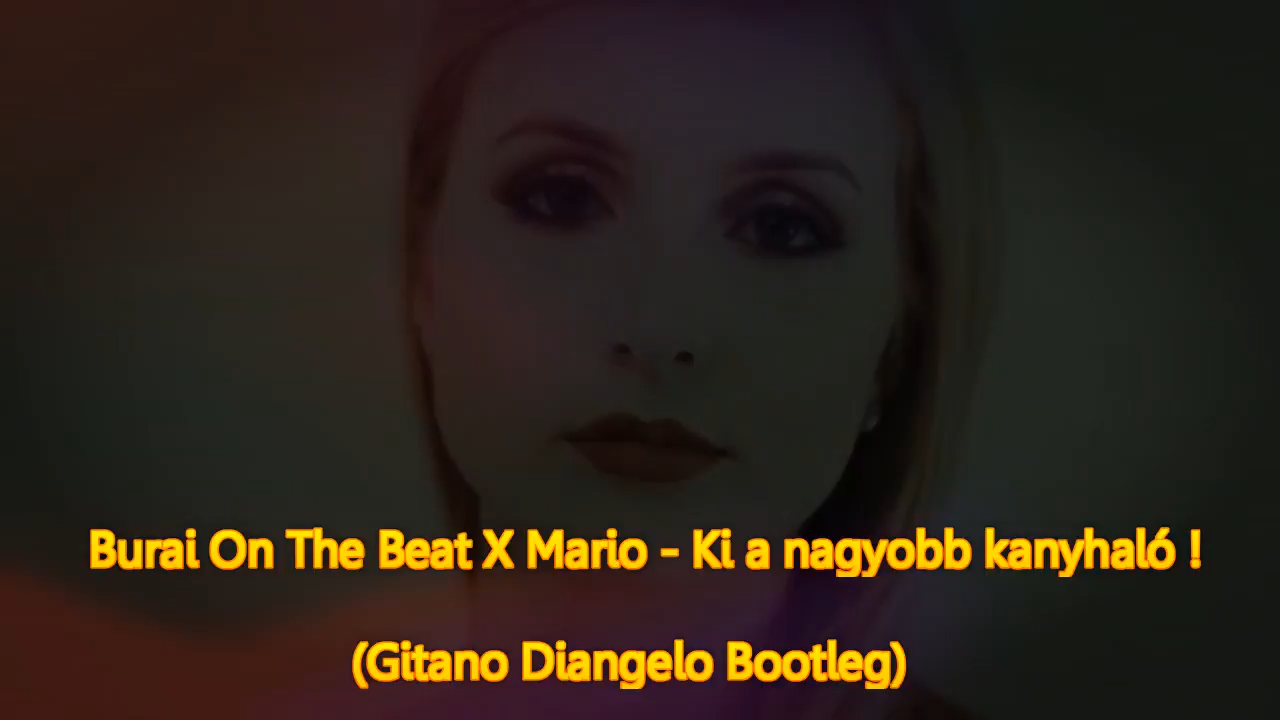 Burai On The Beat X Mario - Ki a nagyobb kanyhaló !
(Gitano Diangelo Bootleg)